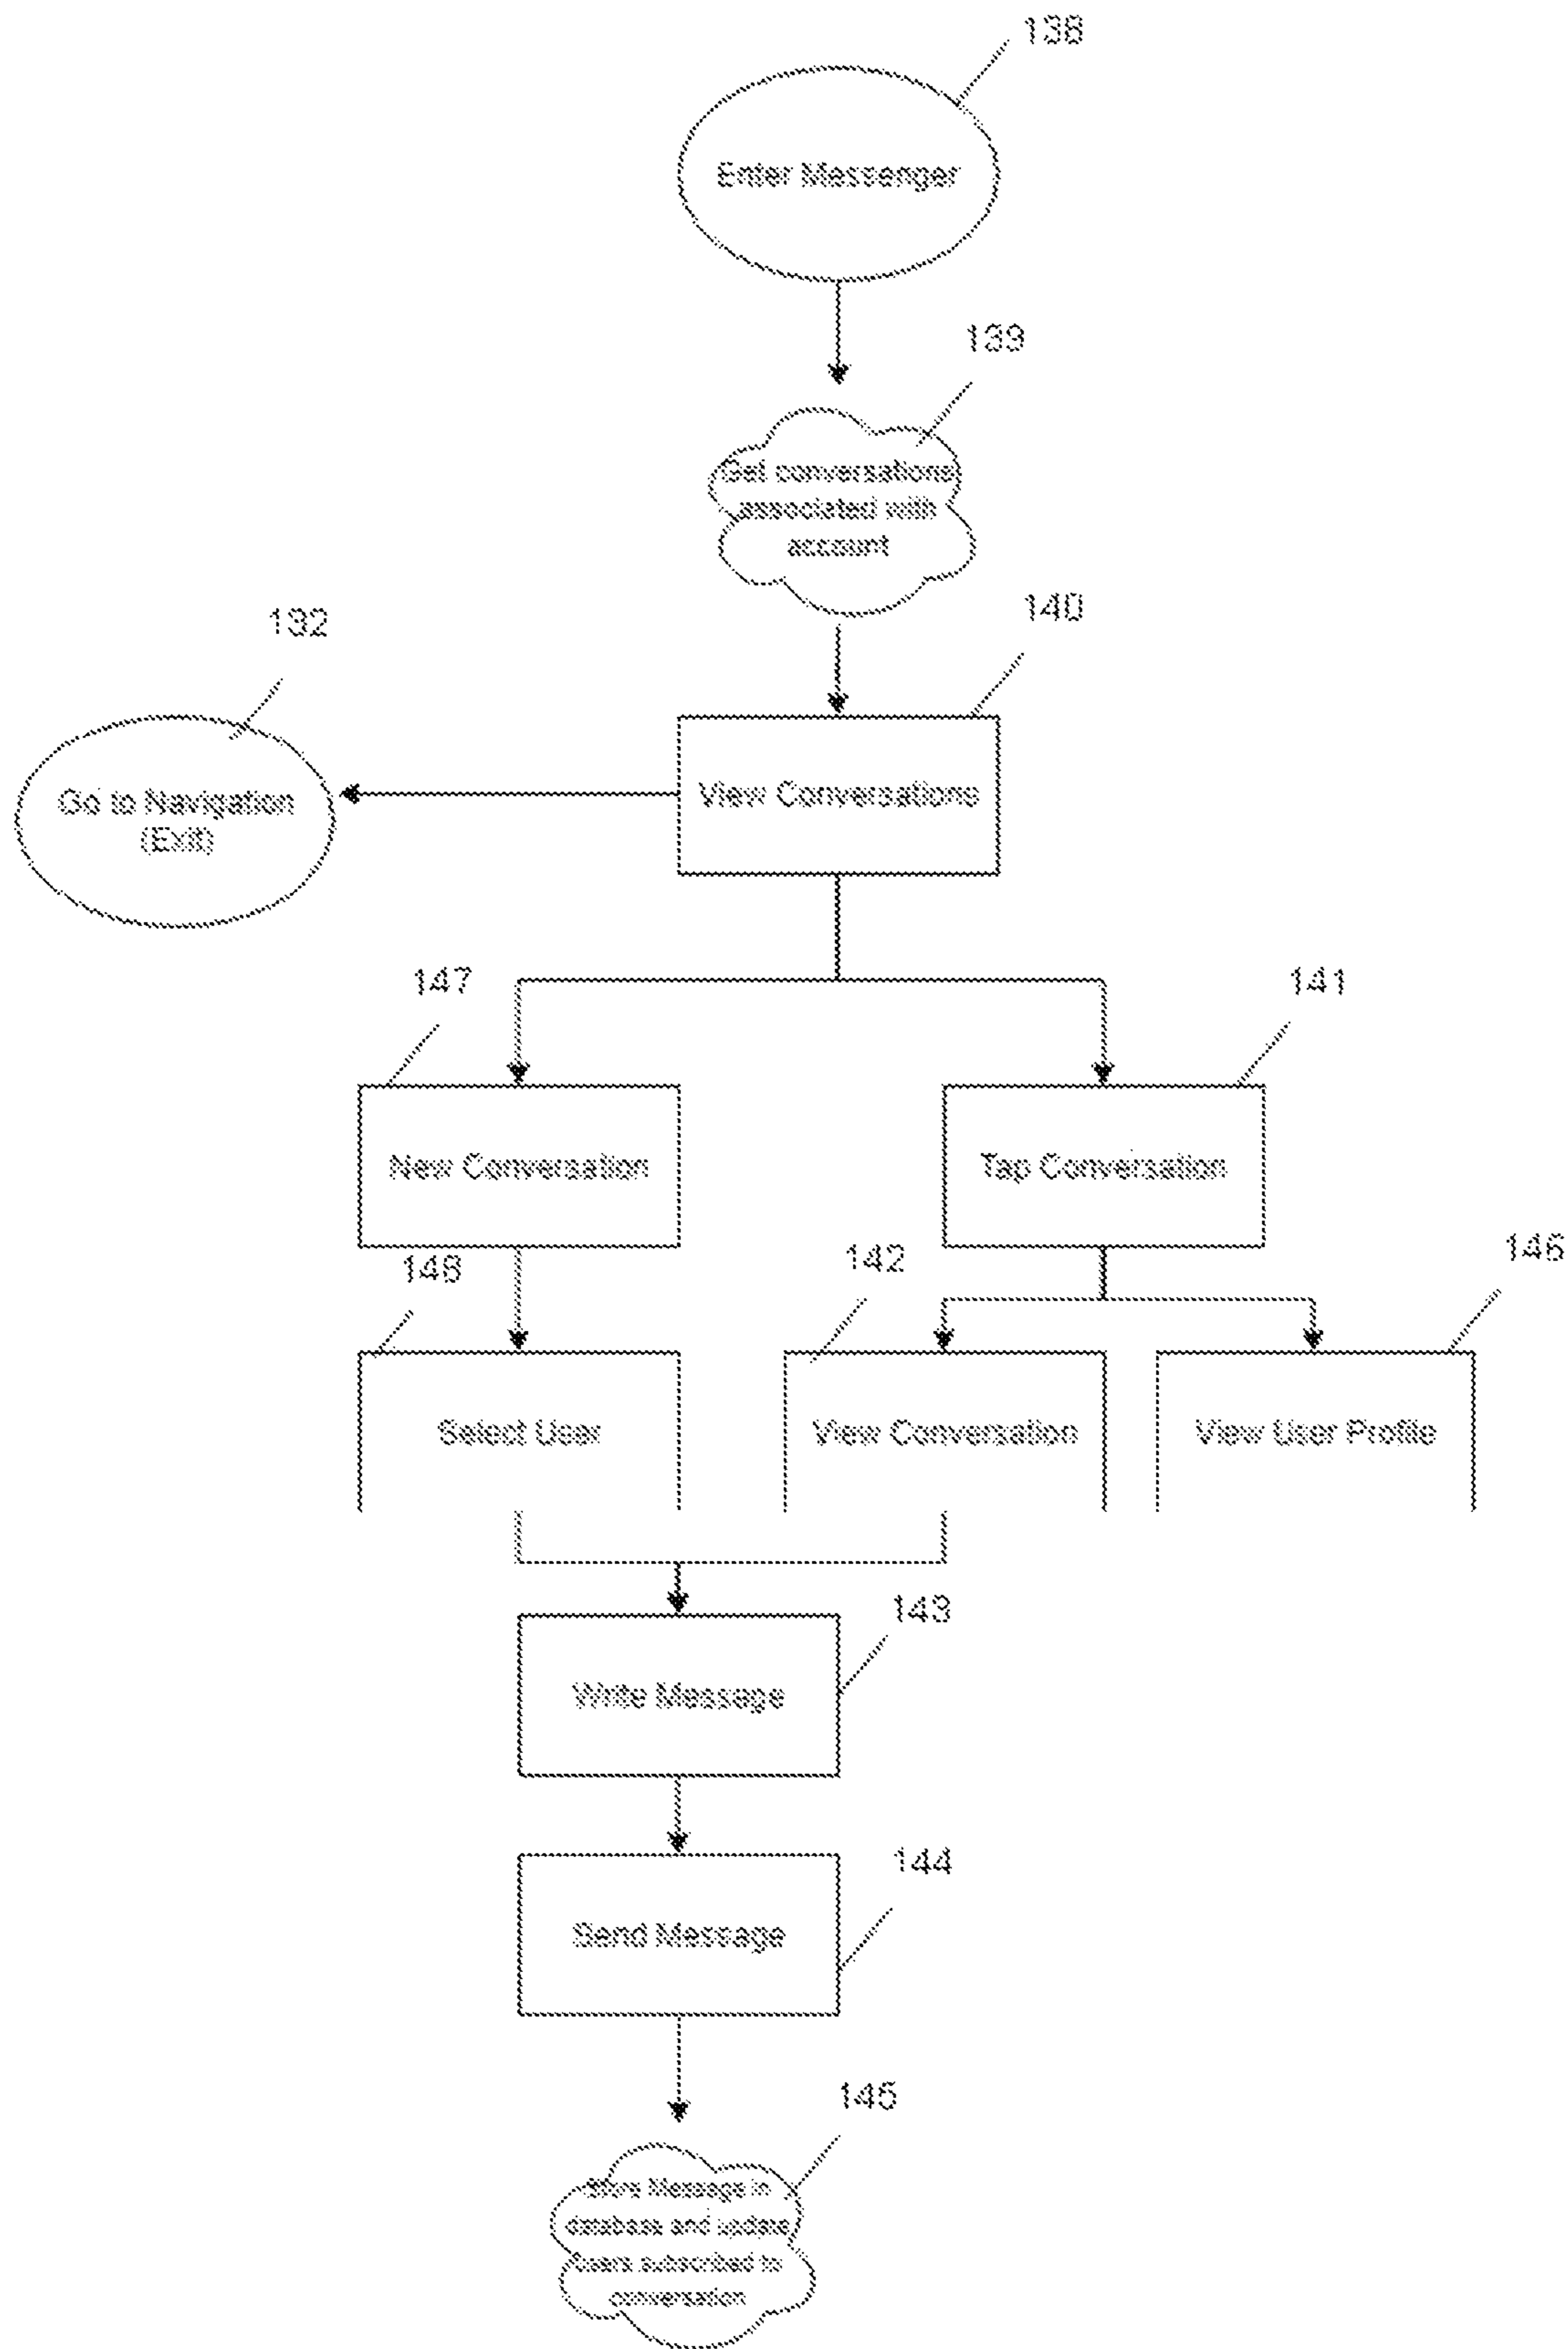 138
Enter Messenger
139
Get conversations
associated with
account
140
132
View Conversations
Go to Navigation
(Exit)
147
141
New Conversation
Tap Conversation
148
142
146
Select User
View Conversation
View User Profile
143
Write Message
144
Send Message
145
Store Message in
database and update
users subscribed to
conversation